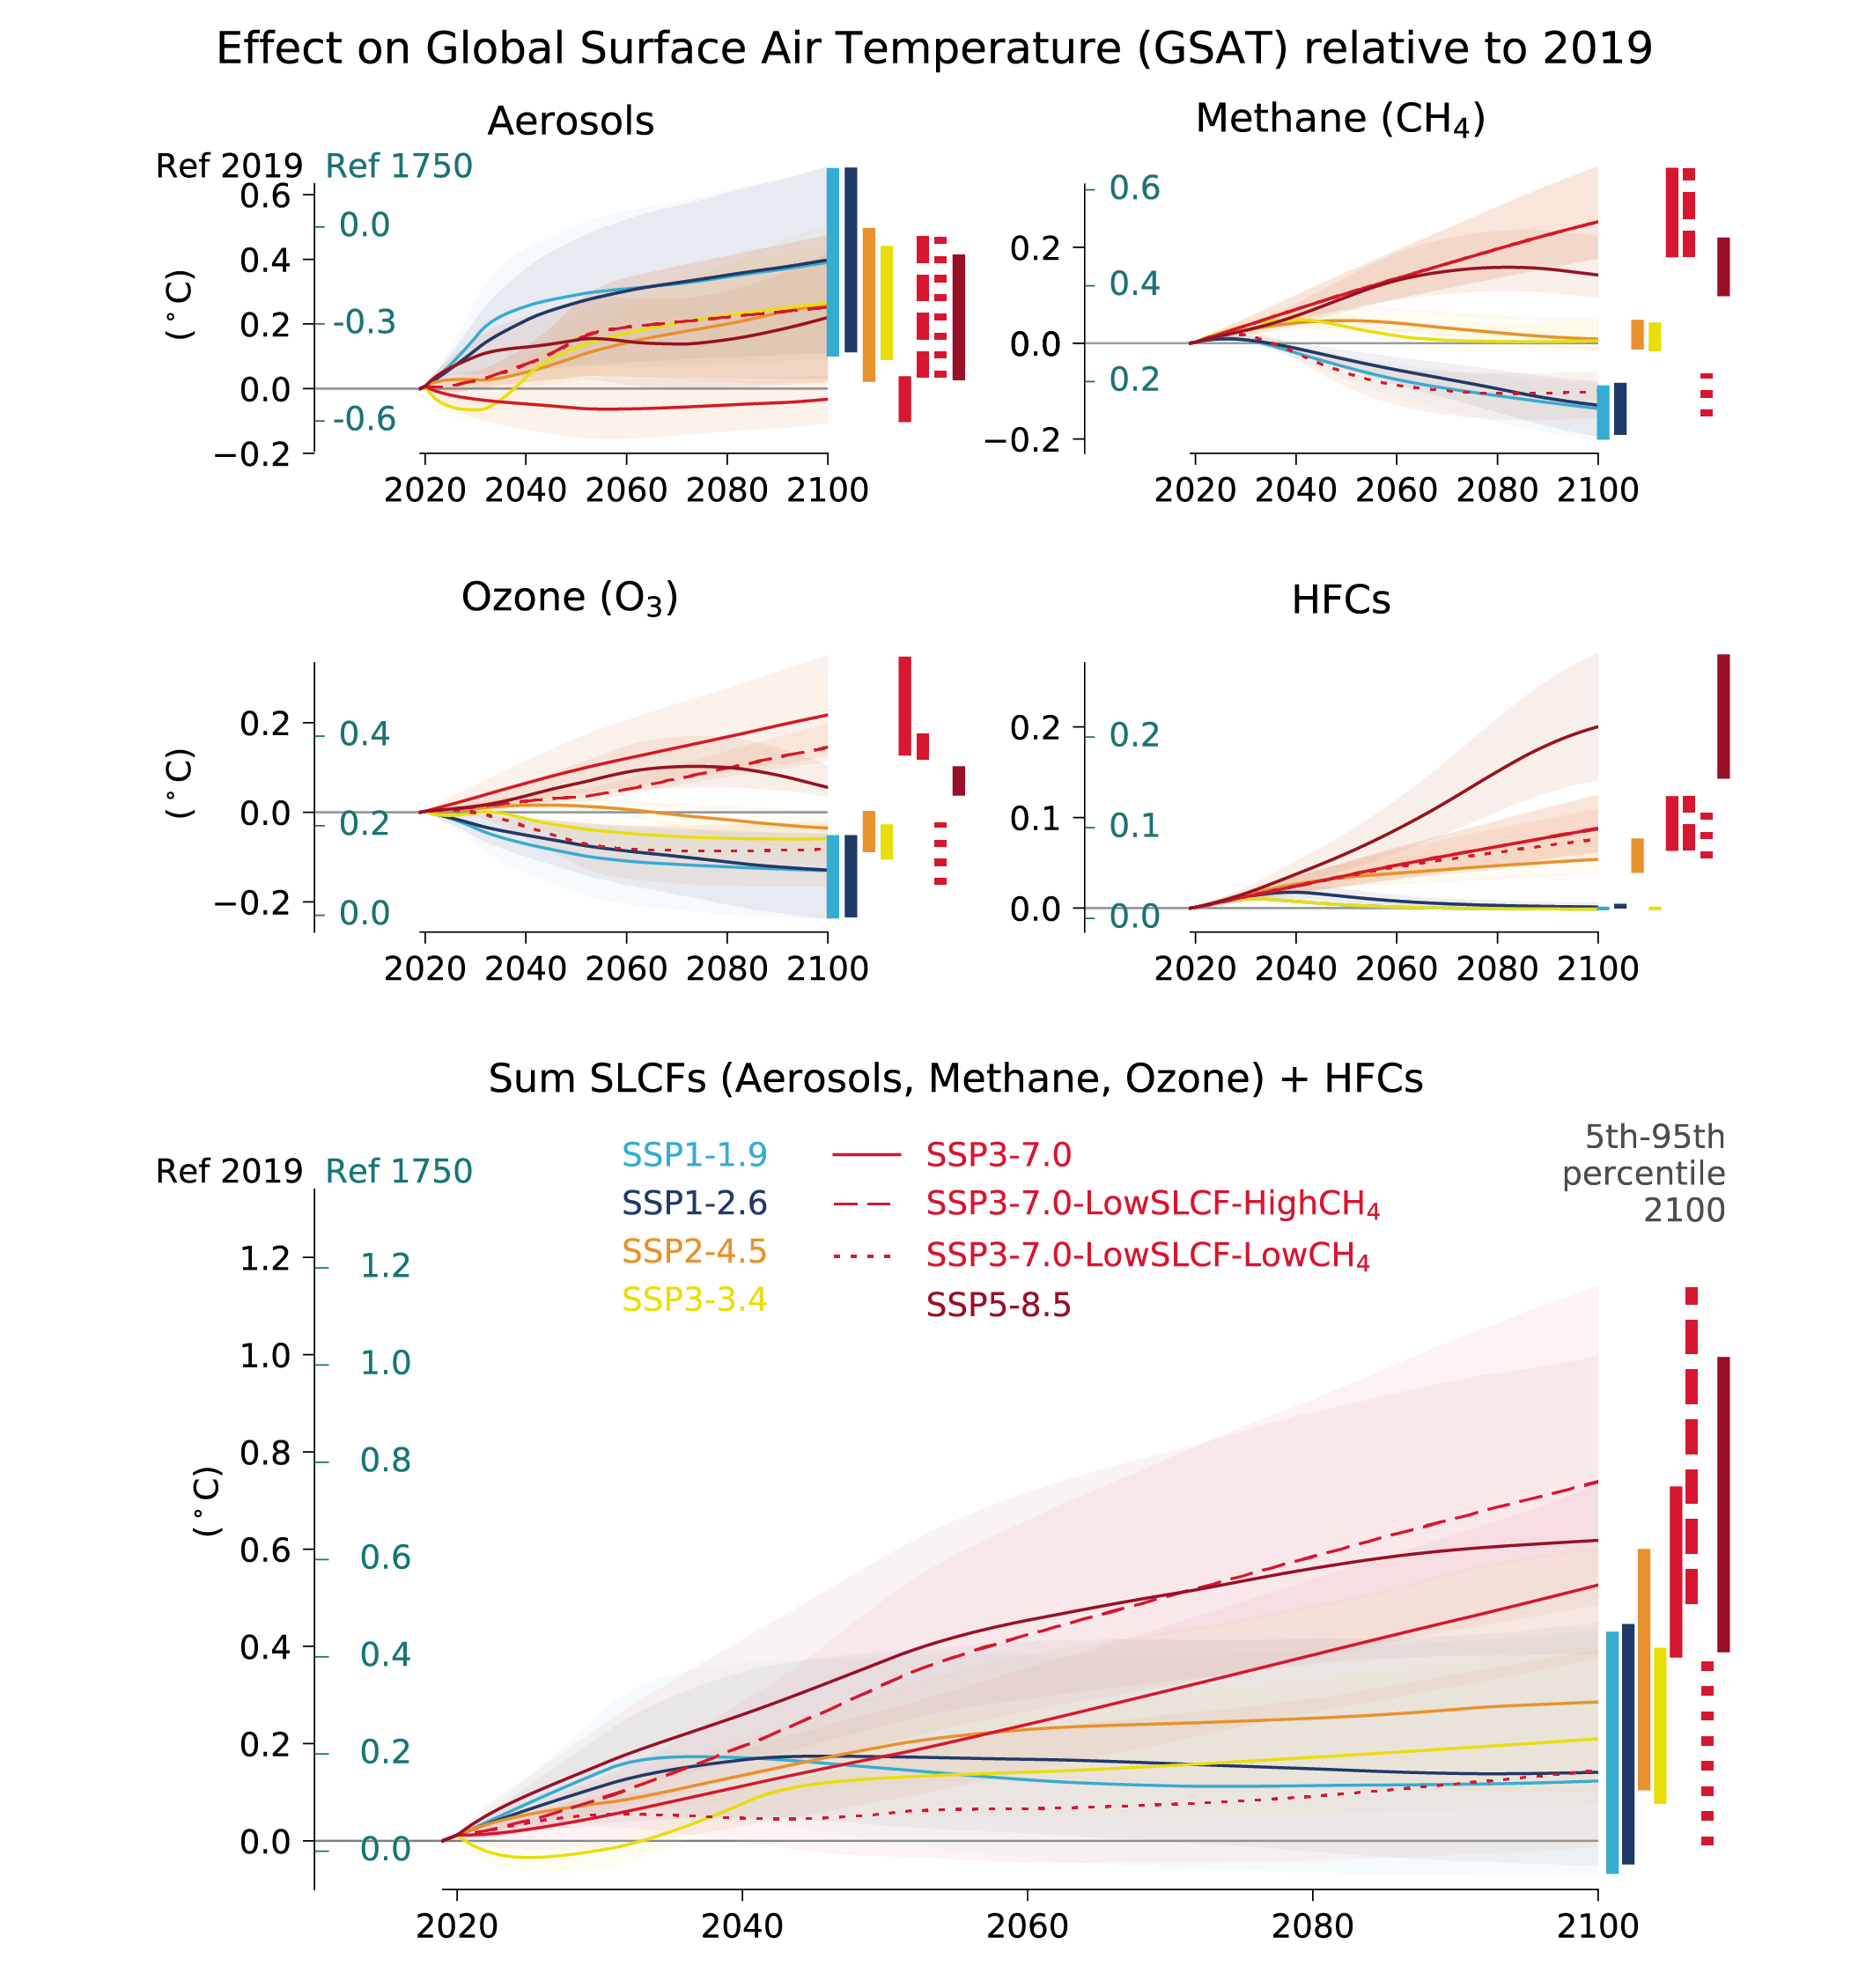 Effect on Global Surface Air Temperature (GSAT) relative to 2019
Aerosols
Ref 2019 Ref 1750
0.6
0.4
0.2
0.0
−0.2
0.0
-0.3
-0.6
(°C)
2020 2040 2060 2080 2100
Methane (CH₄)
0.2
0.0
−0.2
0.6
0.4
0.2
2020 2040 2060 2080 2100
Ozone (O₃)
0.2
0.0
−0.2
0.4
0.2
0.0
(°C)
2020 2040 2060 2080 2100
HFCs
0.2
0.1
0.0
0.2
0.1
0.0
2020 2040 2060 2080 2100
Sum SLCFs (Aerosols, Methane, Ozone) + HFCs
Ref 2019 Ref 1750
SSP1-1.9
SSP1-2.6
SSP2-4.5
SSP3-3.4
SSP3-7.0
SSP3-7.0-LowSLCF-HighCH₄
SSP3-7.0-LowSLCF-LowCH₄
SSP5-8.5
5th-95th
percentile
2100
1.2
1.0
0.8
0.6
0.4
0.2
0.0
1.2
1.0
0.8
0.6
0.4
0.2
0.0
(°C)
2020 2040 2060 2080 2100